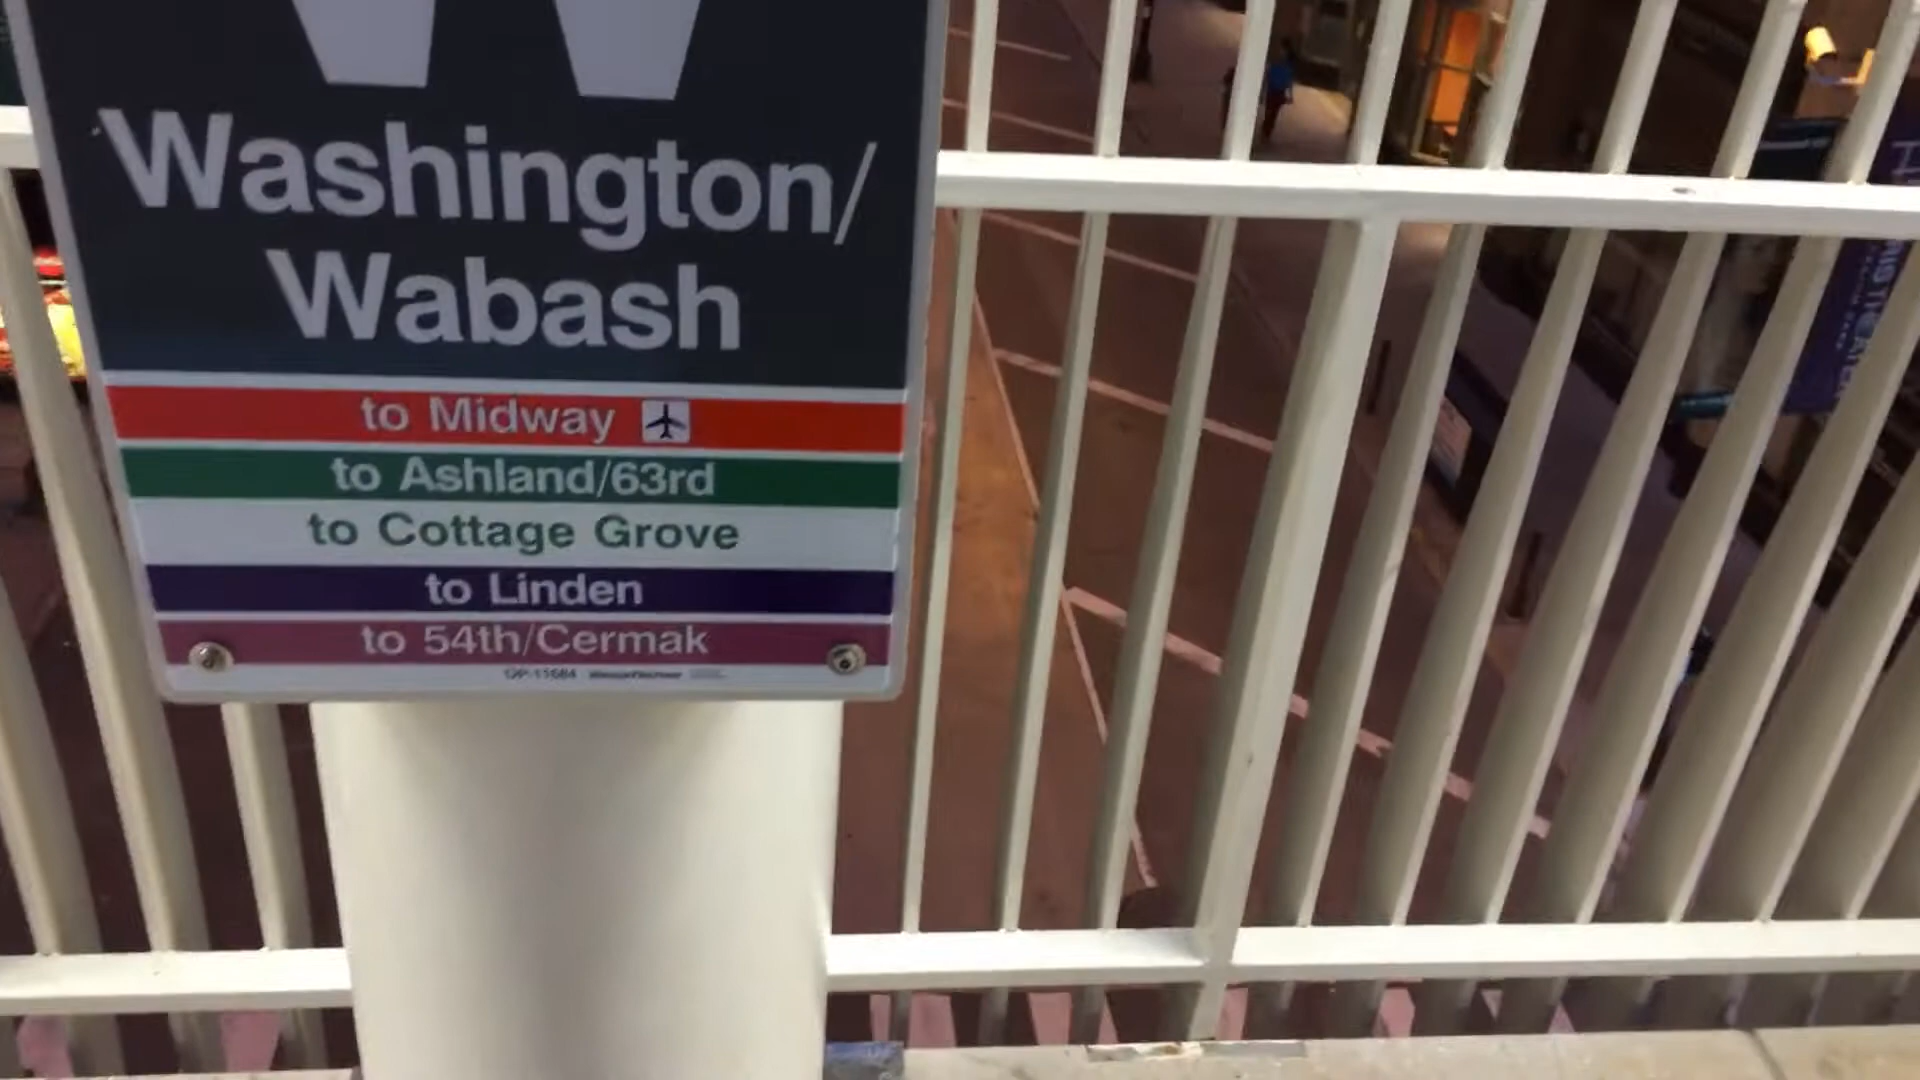 W
Washington/
Wabash
to Midway
to Ashland/63rd
to Cottage Grove
to Linden
to 54th/Cermak